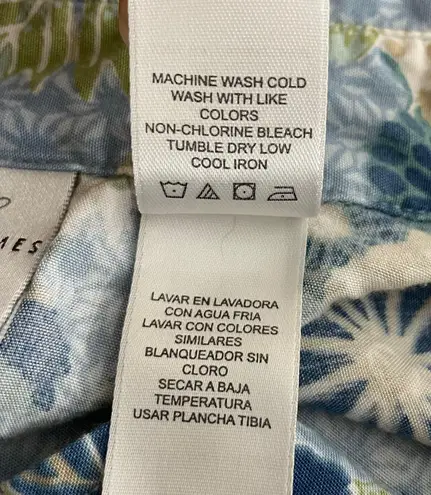 MACHINE WASH COLD
WASH WITH LIKE
COLORS
NON-CHLORINE BLEACH
TUMBLE DRY LOW
COOL IRON
LAVAR EN LAVADORA
CON AGUA FRIA
LAVAR CON COLORES
SIMILARES
BLANQUEADOR SIN
CLORO
SECAR A BAJA
TEMPERATURA
USAR PLANCHA TIBIA